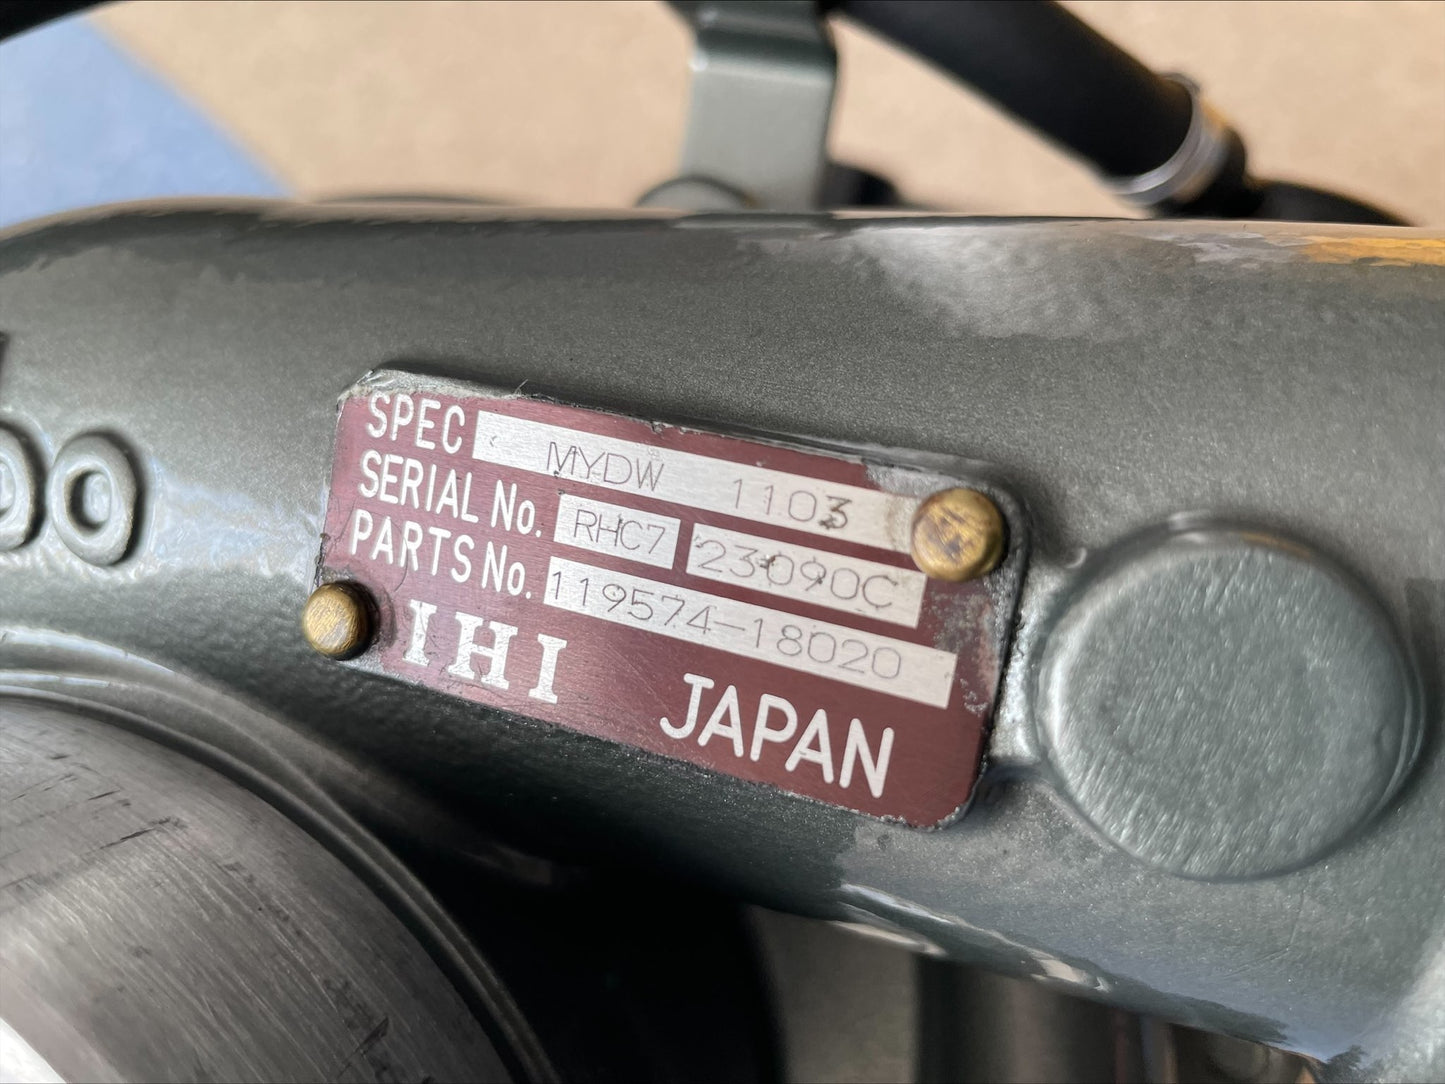 SPEC MYDW 1103
SERIAL No. RHC7 23090C
PARTS No. 119574-18020
IHI JAPAN